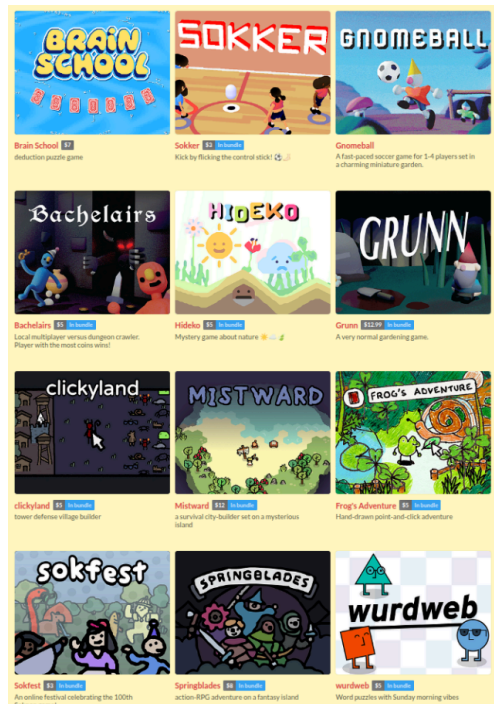 BRAIN
SCHOOL
SOKKER
GNOMEBALL
Brain School $7
Sokker $3 In bundle
Gnomeball
deduction puzzle game
Kick by flicking the control stick! ⚽🦶
A fast-paced soccer game for 1-4 players set in
a charming miniature garden.
Bachelairs
HIDEKO
GRUNN
Bachelairs $5 In bundle
Hideko $5 In bundle
Grunn $12.99 In bundle
Local multiplayer versus dungeon crawler.
Player with the most coins wins!
Mystery game about nature ☀️☁️🌱
A very normal gardening game.
clickyland
MISTWARD
FROG'S ADVENTURE
clickyland $5 In bundle
Mistward $12 In bundle
Frog's Adventure $5 In bundle
tower defense village builder
a survival city-builder set on a mysterious
island
Hand-drawn point-and-click adventure
sokfest
SPRINGBLADES
wurdweb
Sokfest $3 In bundle
Springblades $8 In bundle
wurdweb $5 In bundle
An online festival celebrating the 100th
action-RPG adventure on a fantasy island
Word puzzles with Sunday morning vibes